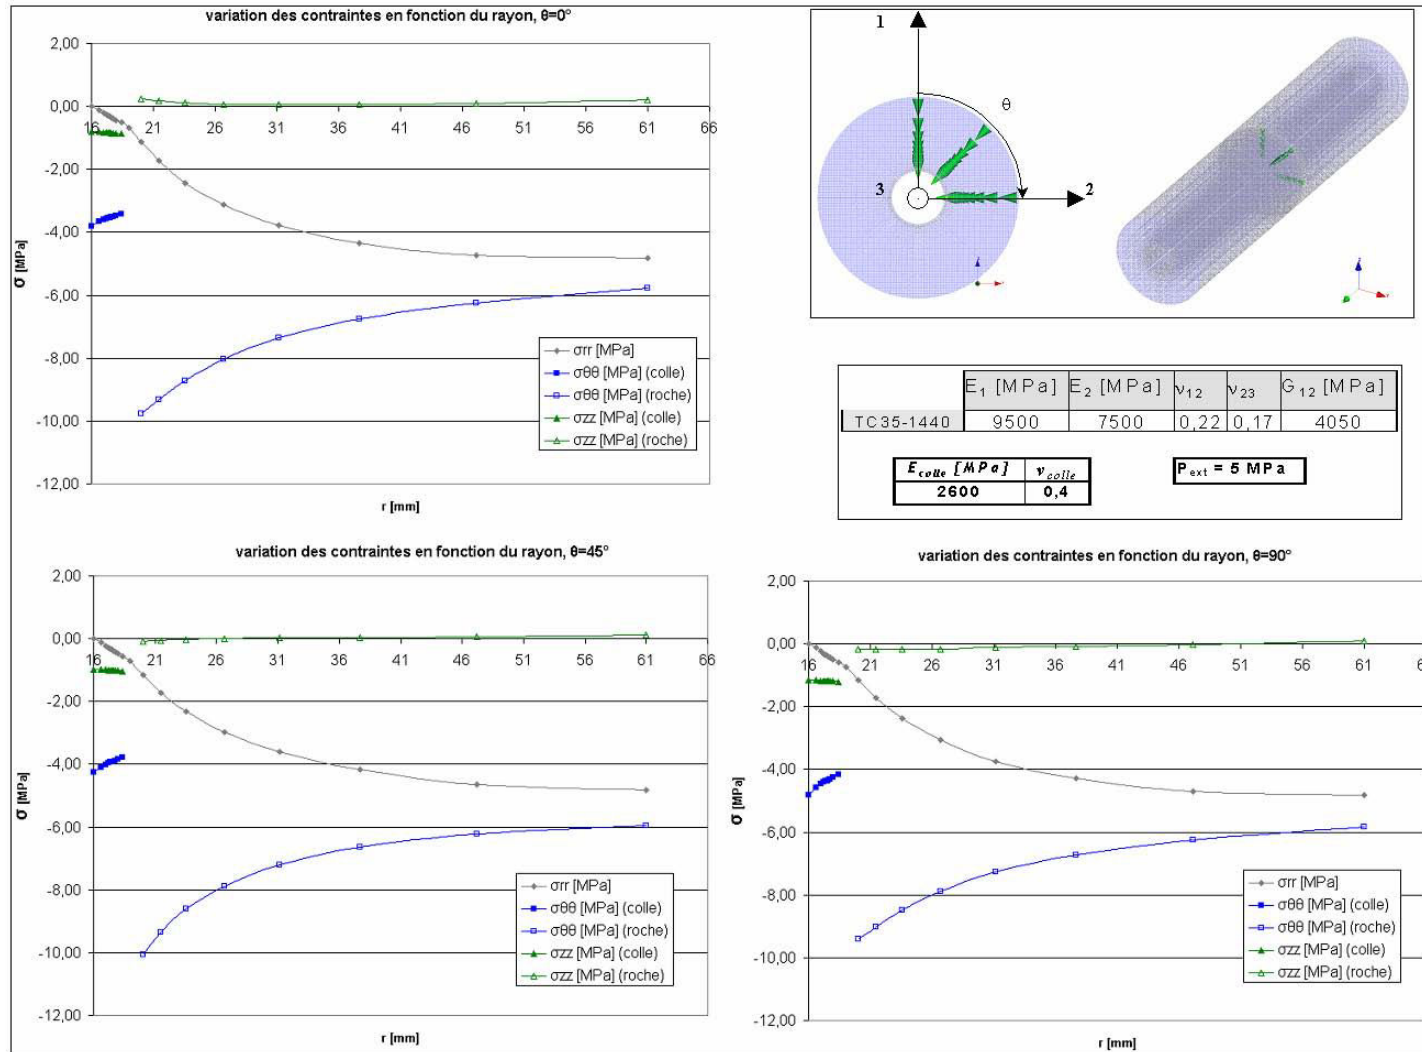 variation des contraintes en fonction du rayon, θ=0°
2,00
0,00
-2,00
-4,00
-6,00
-8,00
-10,00
-12,00
16 21 26 31 36 41 46 51 56 61 66
σ [MPa]
r [mm]
σrr [MPa]
σθθ [MPa] (colle)
σθθ [MPa] (roche)
σzz [MPa] (colle)
σzz [MPa] (roche)
1
θ
3
2
E1 [MPa] E2 [MPa] ν12 ν23 G12 [MPa]
TC35-1440 9500 7500 0,22 0,17 4050
Ecolle [MPa] νcolle
2600 0,4
Pext = 5 MPa
variation des contraintes en fonction du rayon, θ=45°
2,00
0,00
-2,00
-4,00
-6,00
-8,00
-10,00
-12,00
16 21 26 31 36 41 46 51 56 61 66
σ [MPa]
r [mm]
σrr [MPa]
σθθ [MPa] (colle)
σθθ [MPa] (roche)
σzz [MPa] (colle)
σzz [MPa] (roche)
variation des contraintes en fonction du rayon, θ=90°
2,00
0,00
-2,00
-4,00
-6,00
-8,00
-10,00
-12,00
16 21 26 31 36 41 46 51 56 61
σ [MPa]
r [mm]
σrr [MPa]
σθθ [MPa] (colle)
σθθ [MPa] (roche)
σzz [MPa] (colle)
σzz [MPa] (roche)